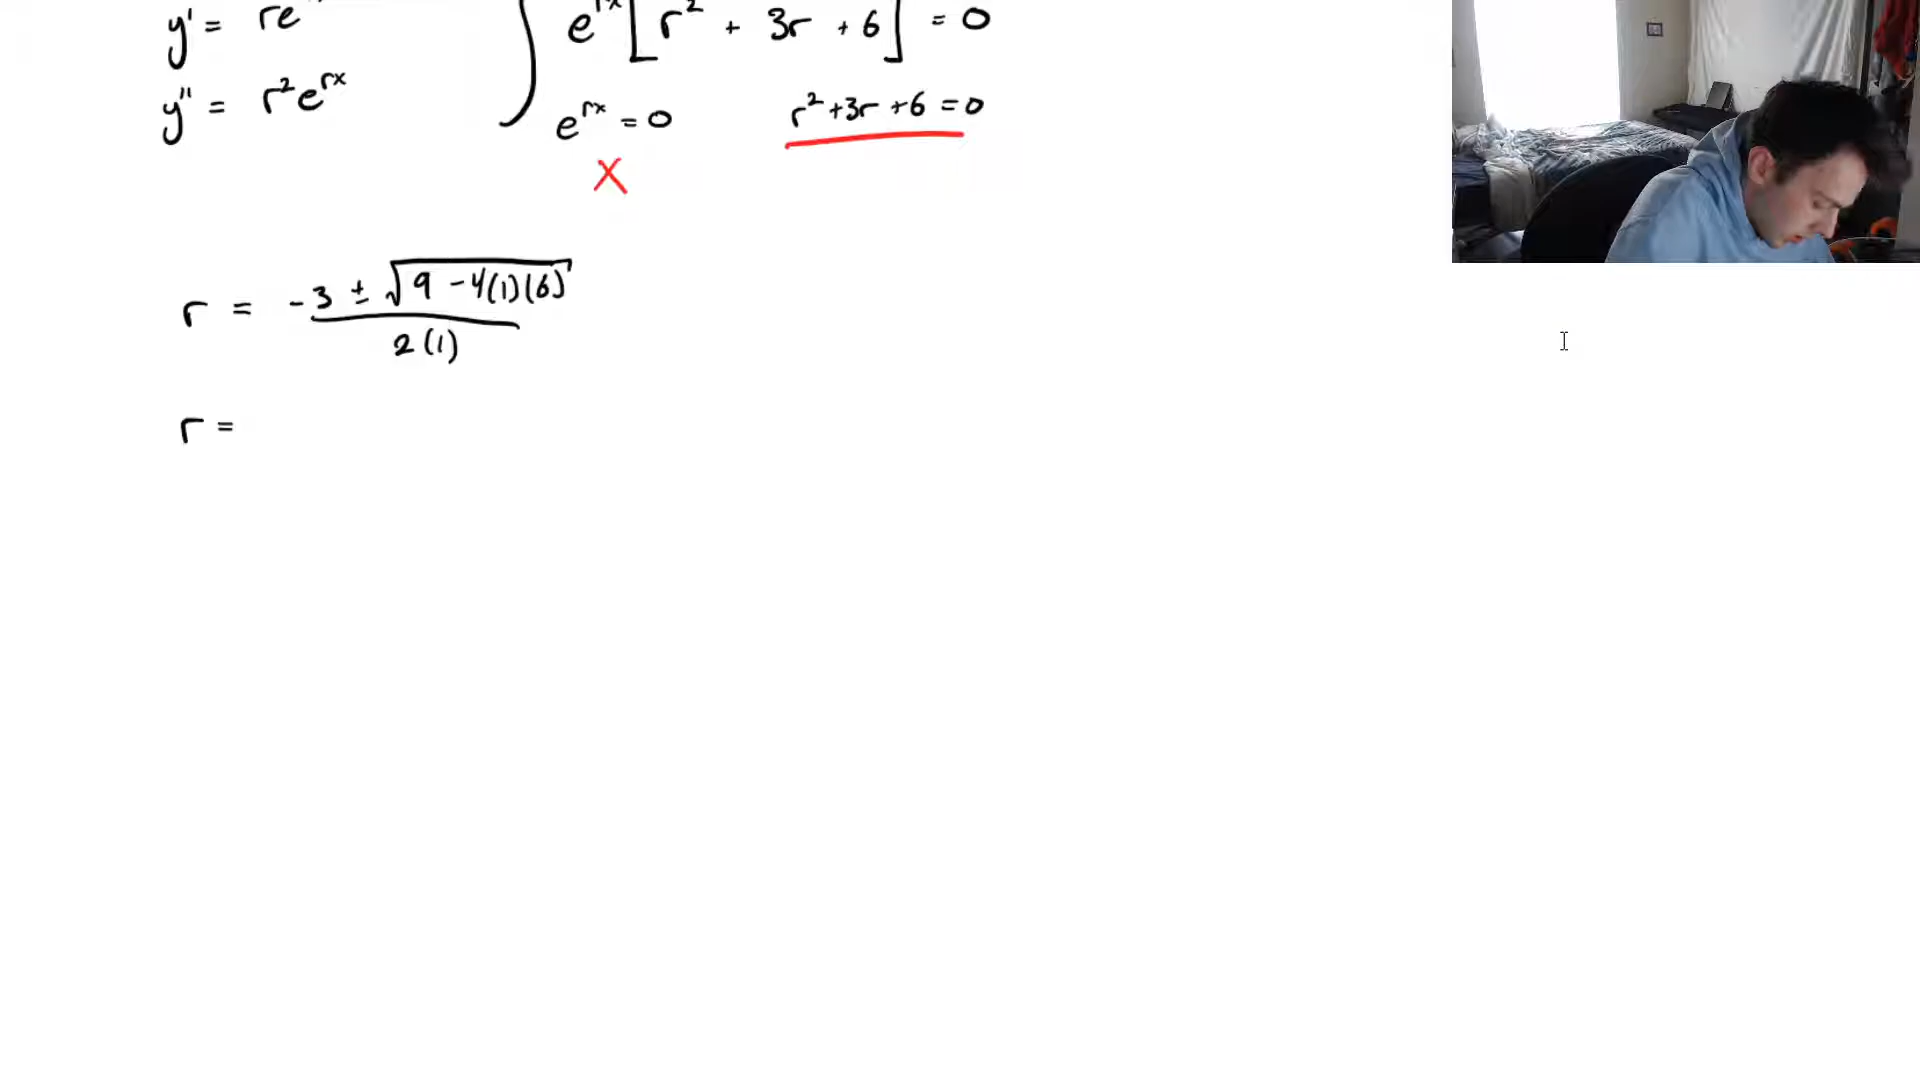 y' = re
e^{rx}[r² + 3r + 6] = 0
y'' = r²e^{rx}
e^{rx} = 0
r² + 3r + 6 = 0
X
r = -3 ± √(9 - 4(1)(6)) / 2(1)
r =